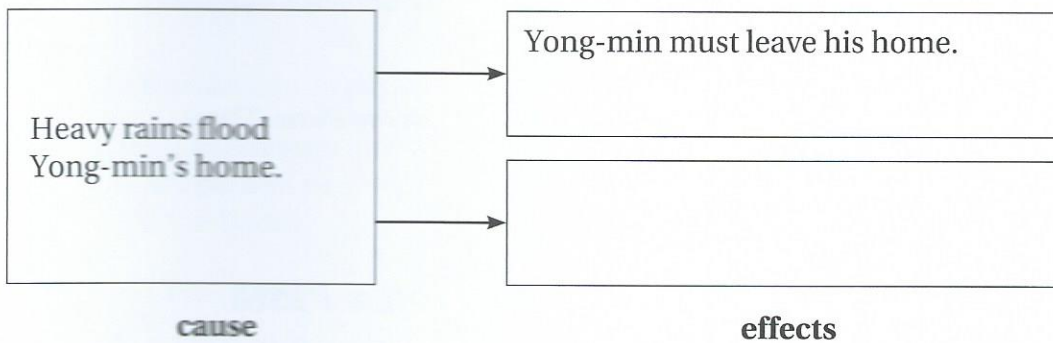 Yong-min must leave his home.
Heavy rains flood
Yong-min's home.
cause
effects